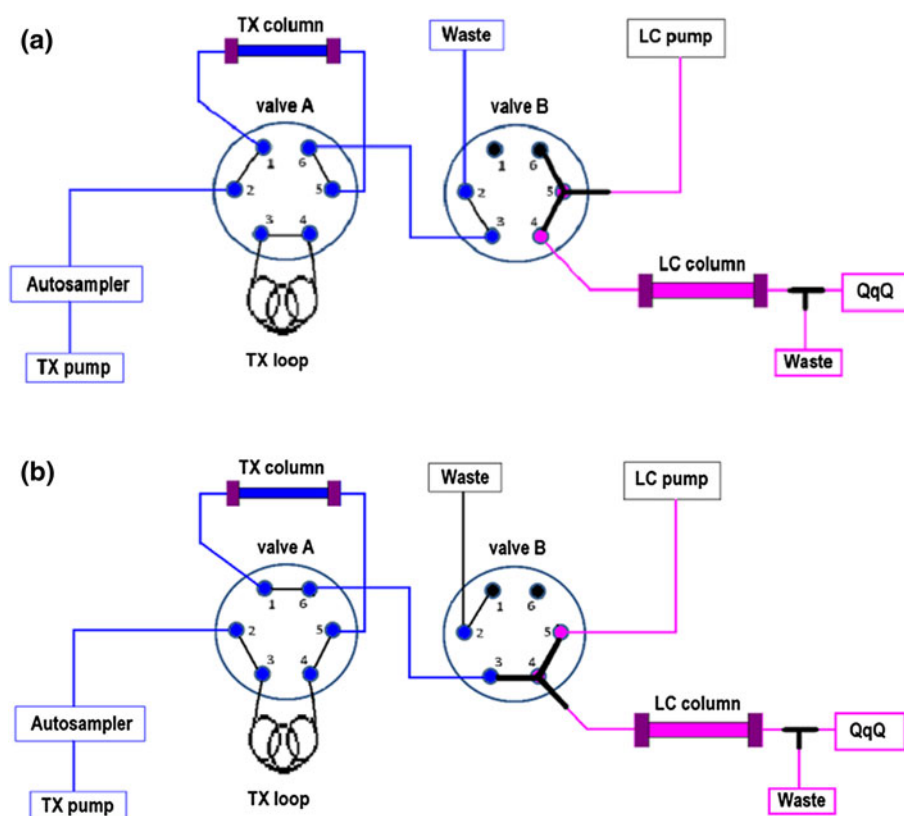 (a)
TX column
Waste
LC pump
valve A
valve B
1
6
2
5
3
4
1
6
2
5
3
4
Autosampler
TX loop
TX pump
LC column
QqQ
Waste
(b)
TX column
Waste
LC pump
valve A
valve B
1
6
2
5
3
4
1
6
2
5
3
4
Autosampler
TX loop
TX pump
LC column
QqQ
Waste